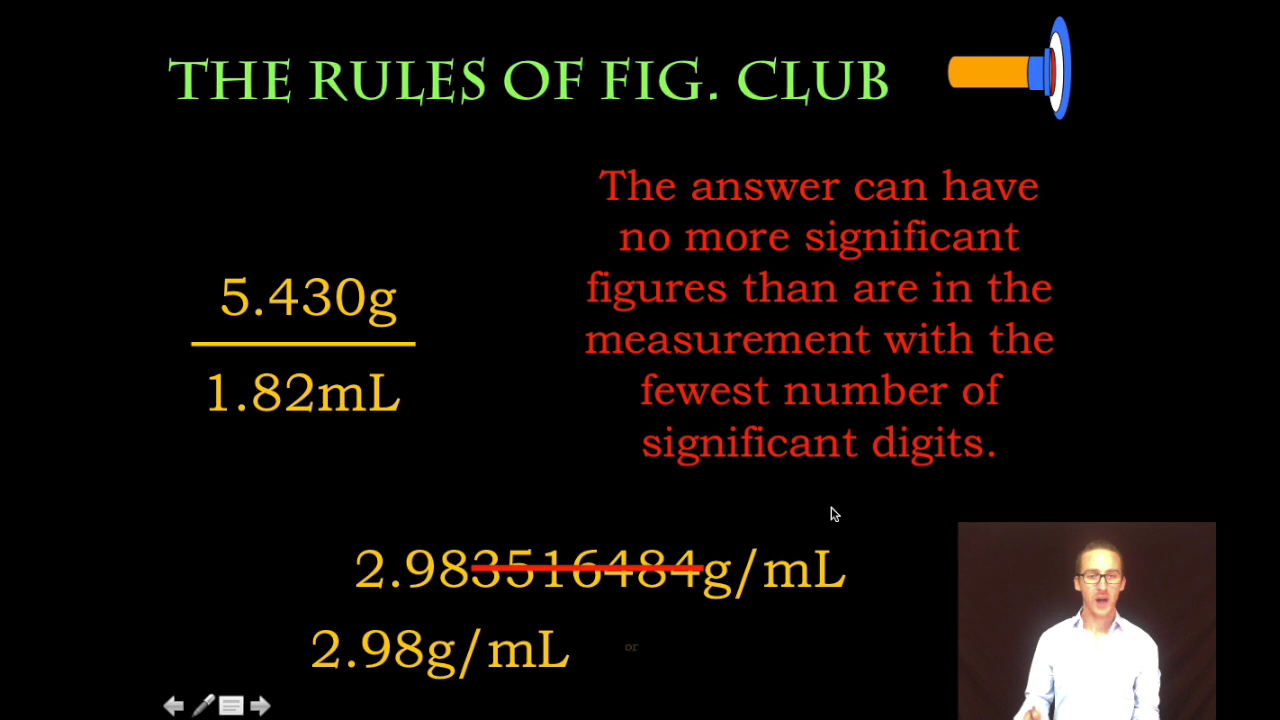 THE RULES OF FIG. CLUB
The answer can have
no more significant
figures than are in the
measurement with the
fewest number of
significant digits.
5.430g
1.82mL
2.983516484g/mL
2.98g/mL or